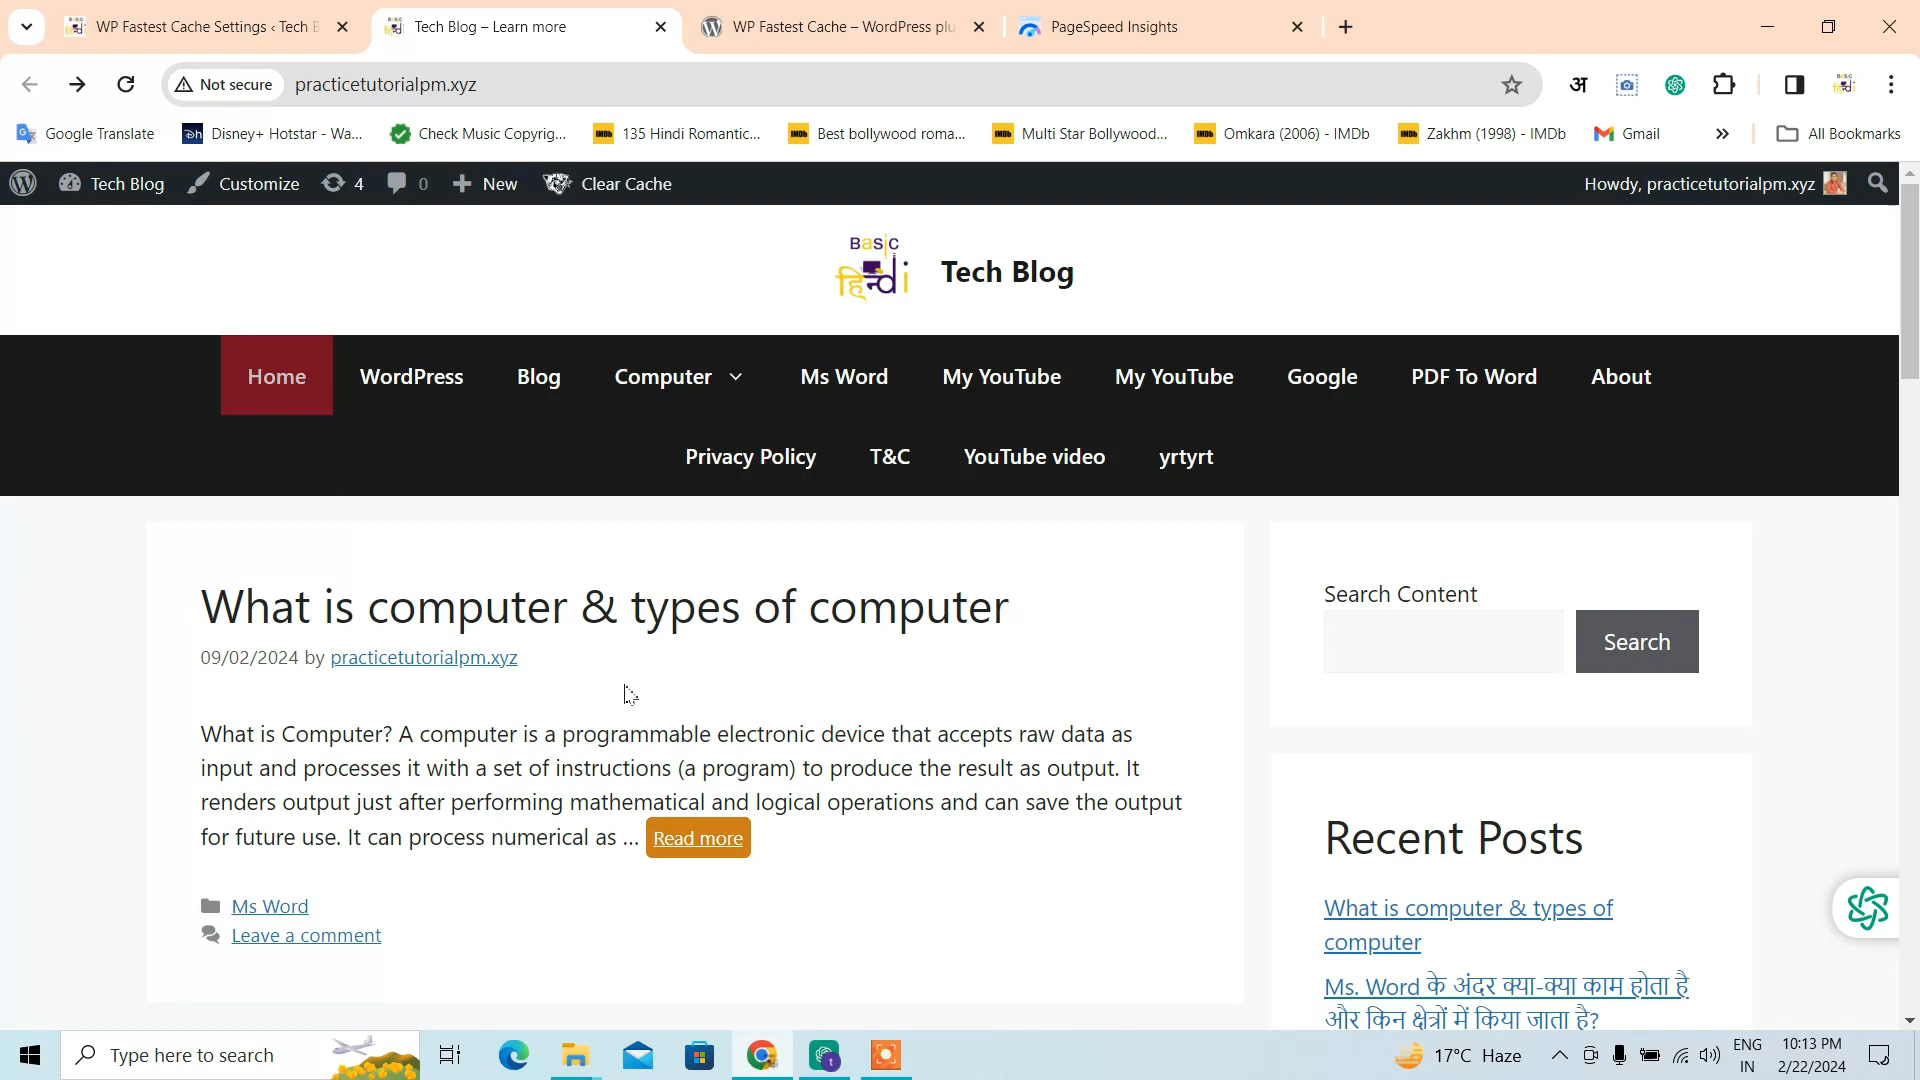 WP Fastest Cache Settings ‹ Tech B
Tech Blog – Learn more
WP Fastest Cache – WordPress plu
PageSpeed Insights
Not secure
practicetutorialpm.xyz
अ
Google Translate
Disney+ Hotstar - Wa...
Check Music Copyrig...
135 Hindi Romantic...
Best bollywood roma...
Multi Star Bollywood...
Omkara (2006) - IMDb
Zakhm (1998) - IMDb
Gmail
All Bookmarks
Tech Blog
Customize
4
0
New
Clear Cache
Howdy, practicetutorialpm.xyz
Basic
हिन्दी
Tech Blog
Home
WordPress
Blog
Computer
Ms Word
My YouTube
My YouTube
Google
PDF To Word
About
Privacy Policy
T&C
YouTube video
yrtyrt
What is computer & types of computer
09/02/2024 by practicetutorialpm.xyz
What is Computer? A computer is a programmable electronic device that accepts raw data as
input and processes it with a set of instructions (a program) to produce the result as output. It
renders output just after performing mathematical and logical operations and can save the output
for future use. It can process numerical as ... Read more
Ms Word
Leave a comment
Search Content
Search
Recent Posts
What is computer & types of
computer
Ms. Word के अंदर क्या-क्या काम होता है
और किन क्षेत्रों में किया जाता है?
Type here to search
17°C Haze
ENG
IN
10:13 PM
2/22/2024